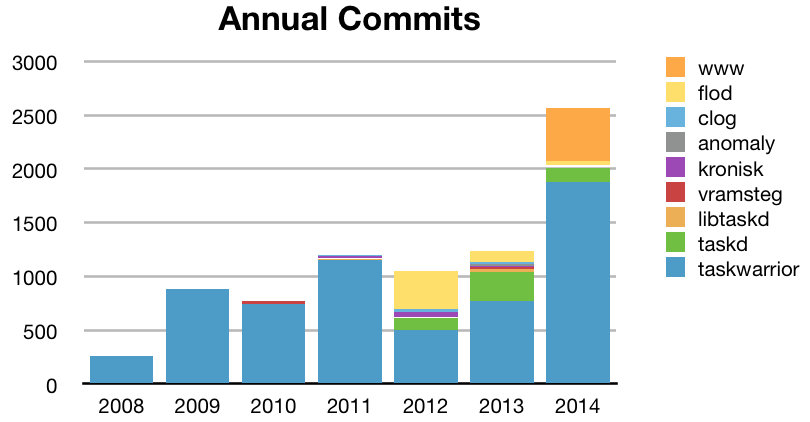 Annual Commits
3000
2500
2000
1500
1000
500
0
2008 2009 2010 2011 2012 2013 2014
www
flod
clog
anomaly
kronisk
vramsteg
libtaskd
taskd
taskwarrior